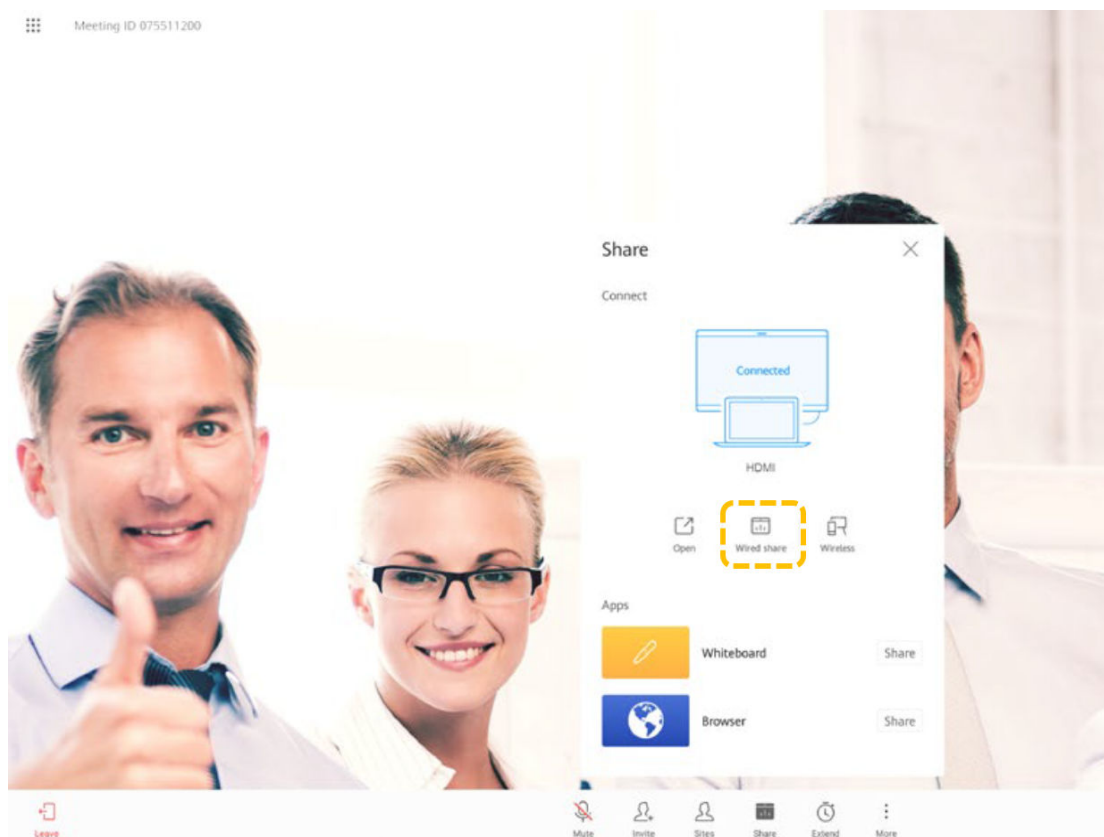 Meeting ID 075511200
Share
Connect
Connected
HDMI
Open
Wired share
Wireless
Apps
Whiteboard
Share
Browser
Share
Leave
Mute
Invite
Sites
Share
Extend
More